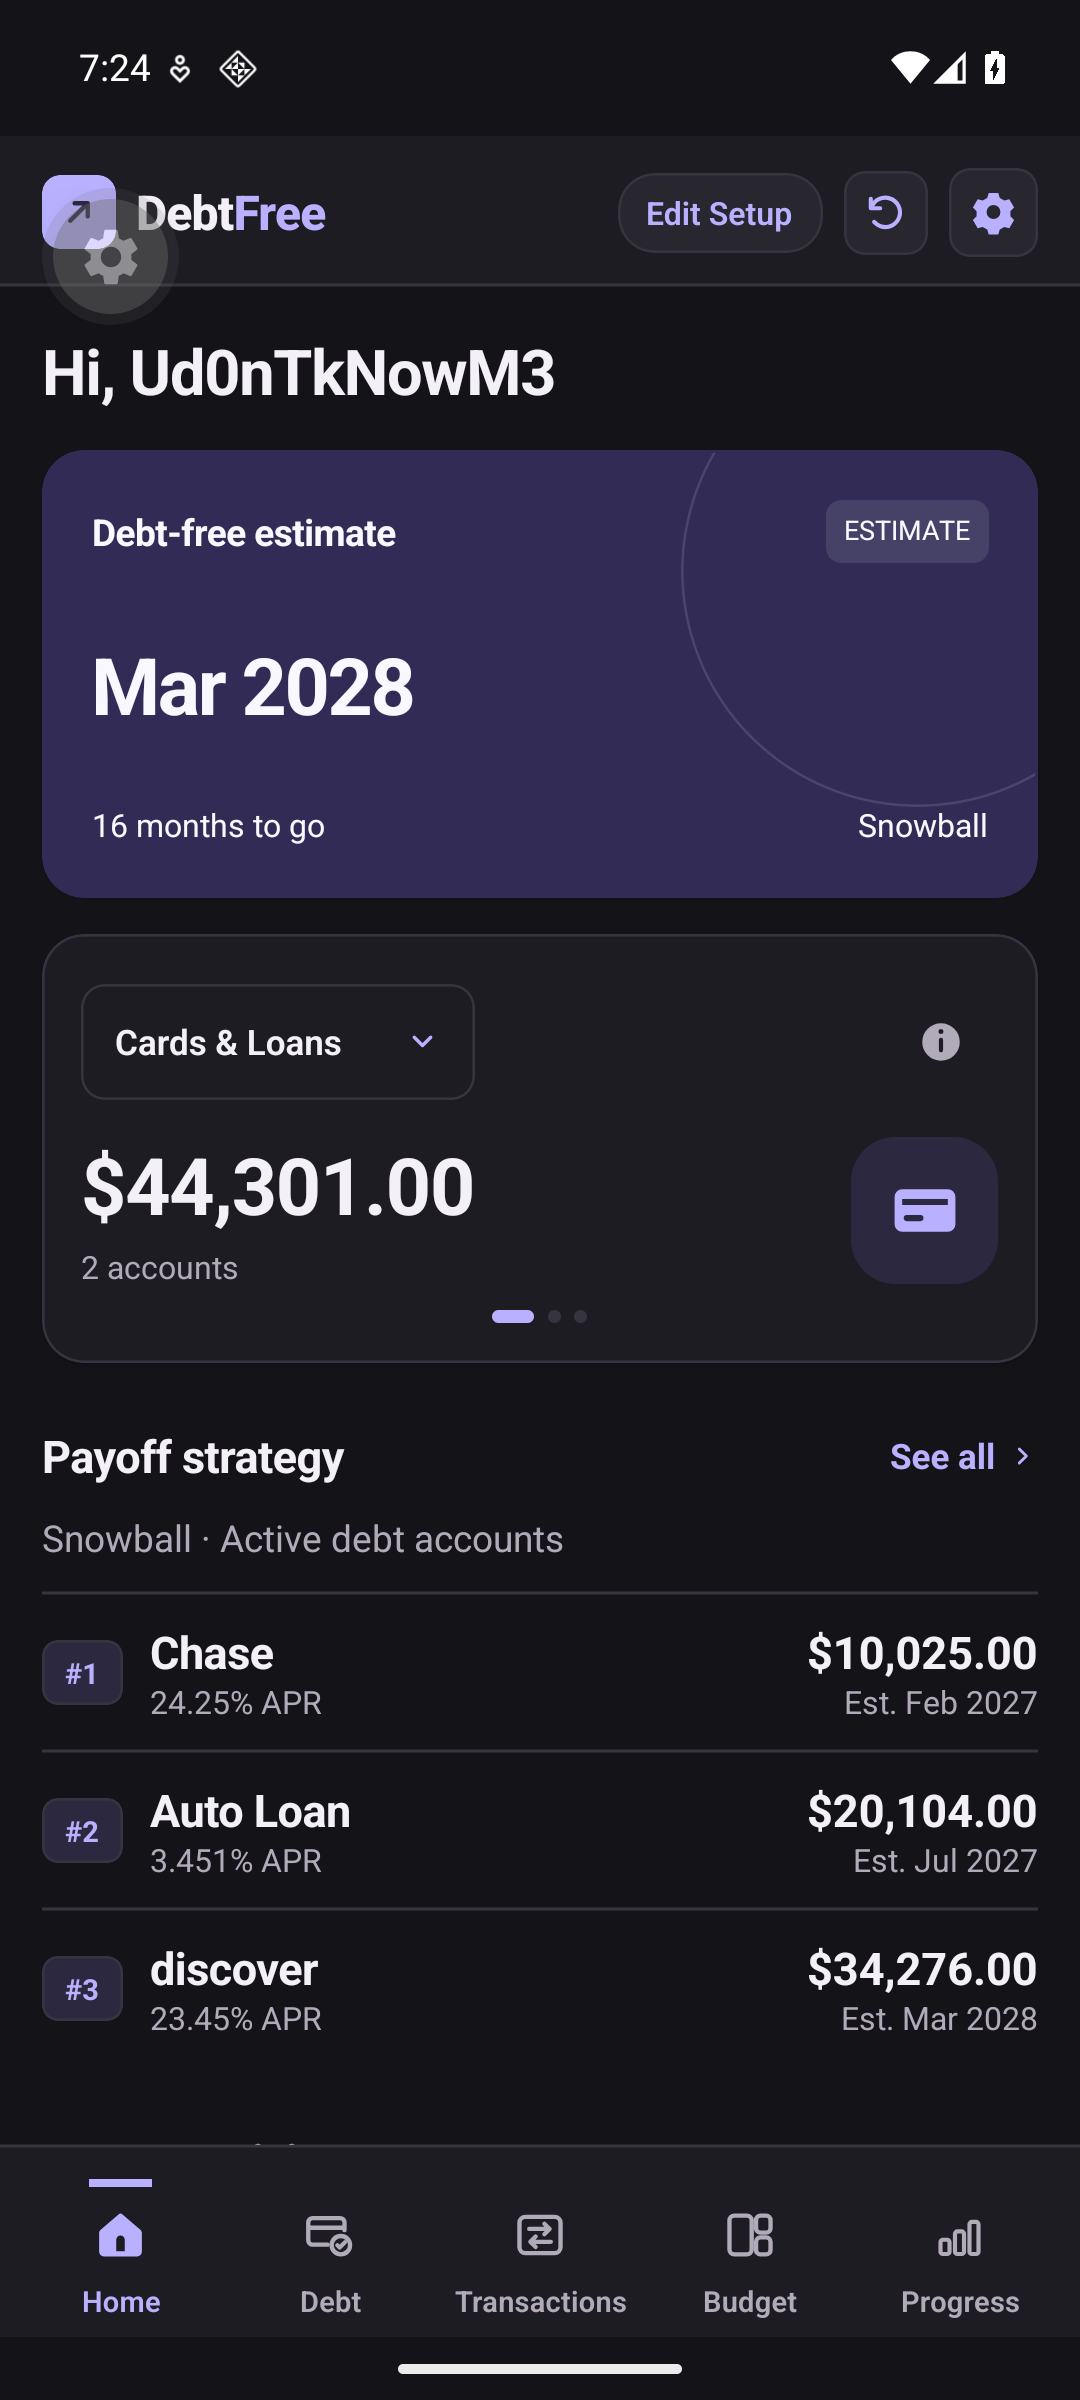 7:24
DebtFree
Edit Setup
Hi, Ud0nTkNowM3
Debt-free estimate
ESTIMATE
Mar 2028
16 months to go
Snowball
Cards & Loans
$44,301.00
2 accounts
Payoff strategy
See all
Snowball · Active debt accounts
#1
Chase
$10,025.00
24.25% APR
Est. Feb 2027
#2
Auto Loan
$20,104.00
3.451% APR
Est. Jul 2027
#3
discover
$34,276.00
23.45% APR
Est. Mar 2028
Home
Debt
Transactions
Budget
Progress